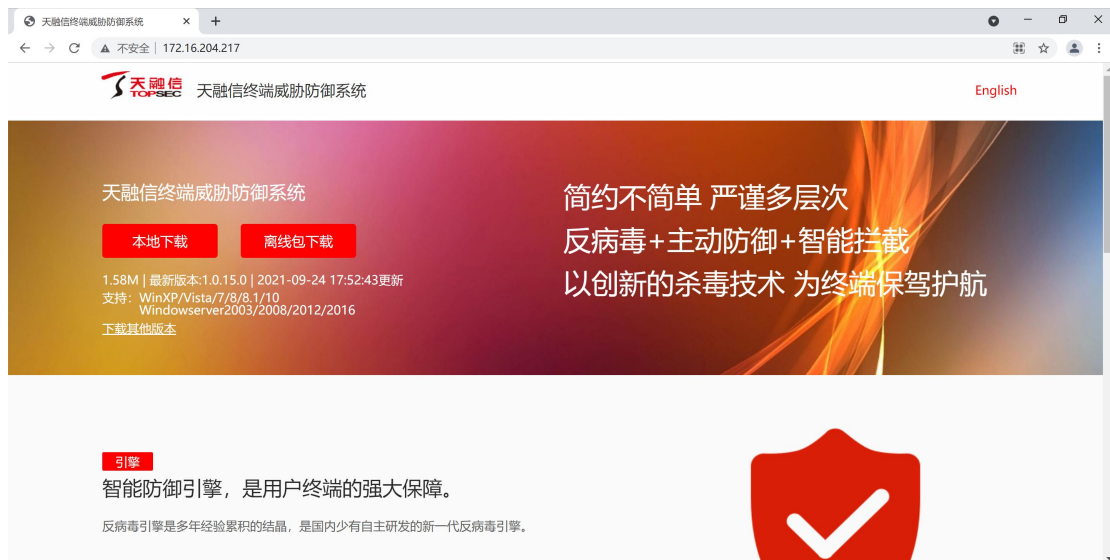 天融信终端威胁防御系统
不安全 | 172.16.204.217
天融信
TOPSEC
天融信终端威胁防御系统
English
天融信终端威胁防御系统
本地下载
离线包下载
1.58M | 最新版本:1.0.15.0 | 2021-09-24 17:52:43更新
支持：WinXP/Vista/7/8/8.1/10
Windowserver2003/2008/2012/2016
下载其他版本
简约不简单 严谨多层次
反病毒+主动防御+智能拦截
以创新的杀毒技术 为终端保驾护航
引擎
智能防御引擎，是用户终端的强大保障。
反病毒引擎是多年经验累积的结晶，是国内少有自主研发的新一代反病毒引擎。